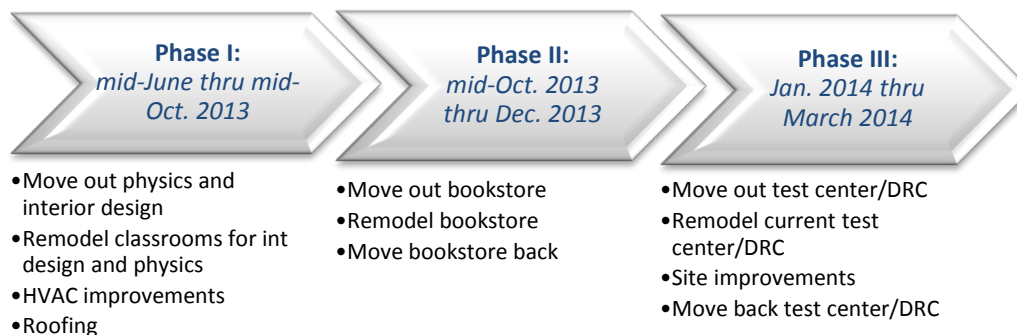 Phase I:
mid-June thru mid-
Oct. 2013
•Move out physics and
interior design
•Remodel classrooms for int
design and physics
•HVAC improvements
•Roofing
Phase II:
mid-Oct. 2013
thru Dec. 2013
•Move out bookstore
•Remodel bookstore
•Move bookstore back
Phase III:
Jan. 2014 thru
March 2014
•Move out test center/DRC
•Remodel current test
center/DRC
•Site improvements
•Move back test center/DRC